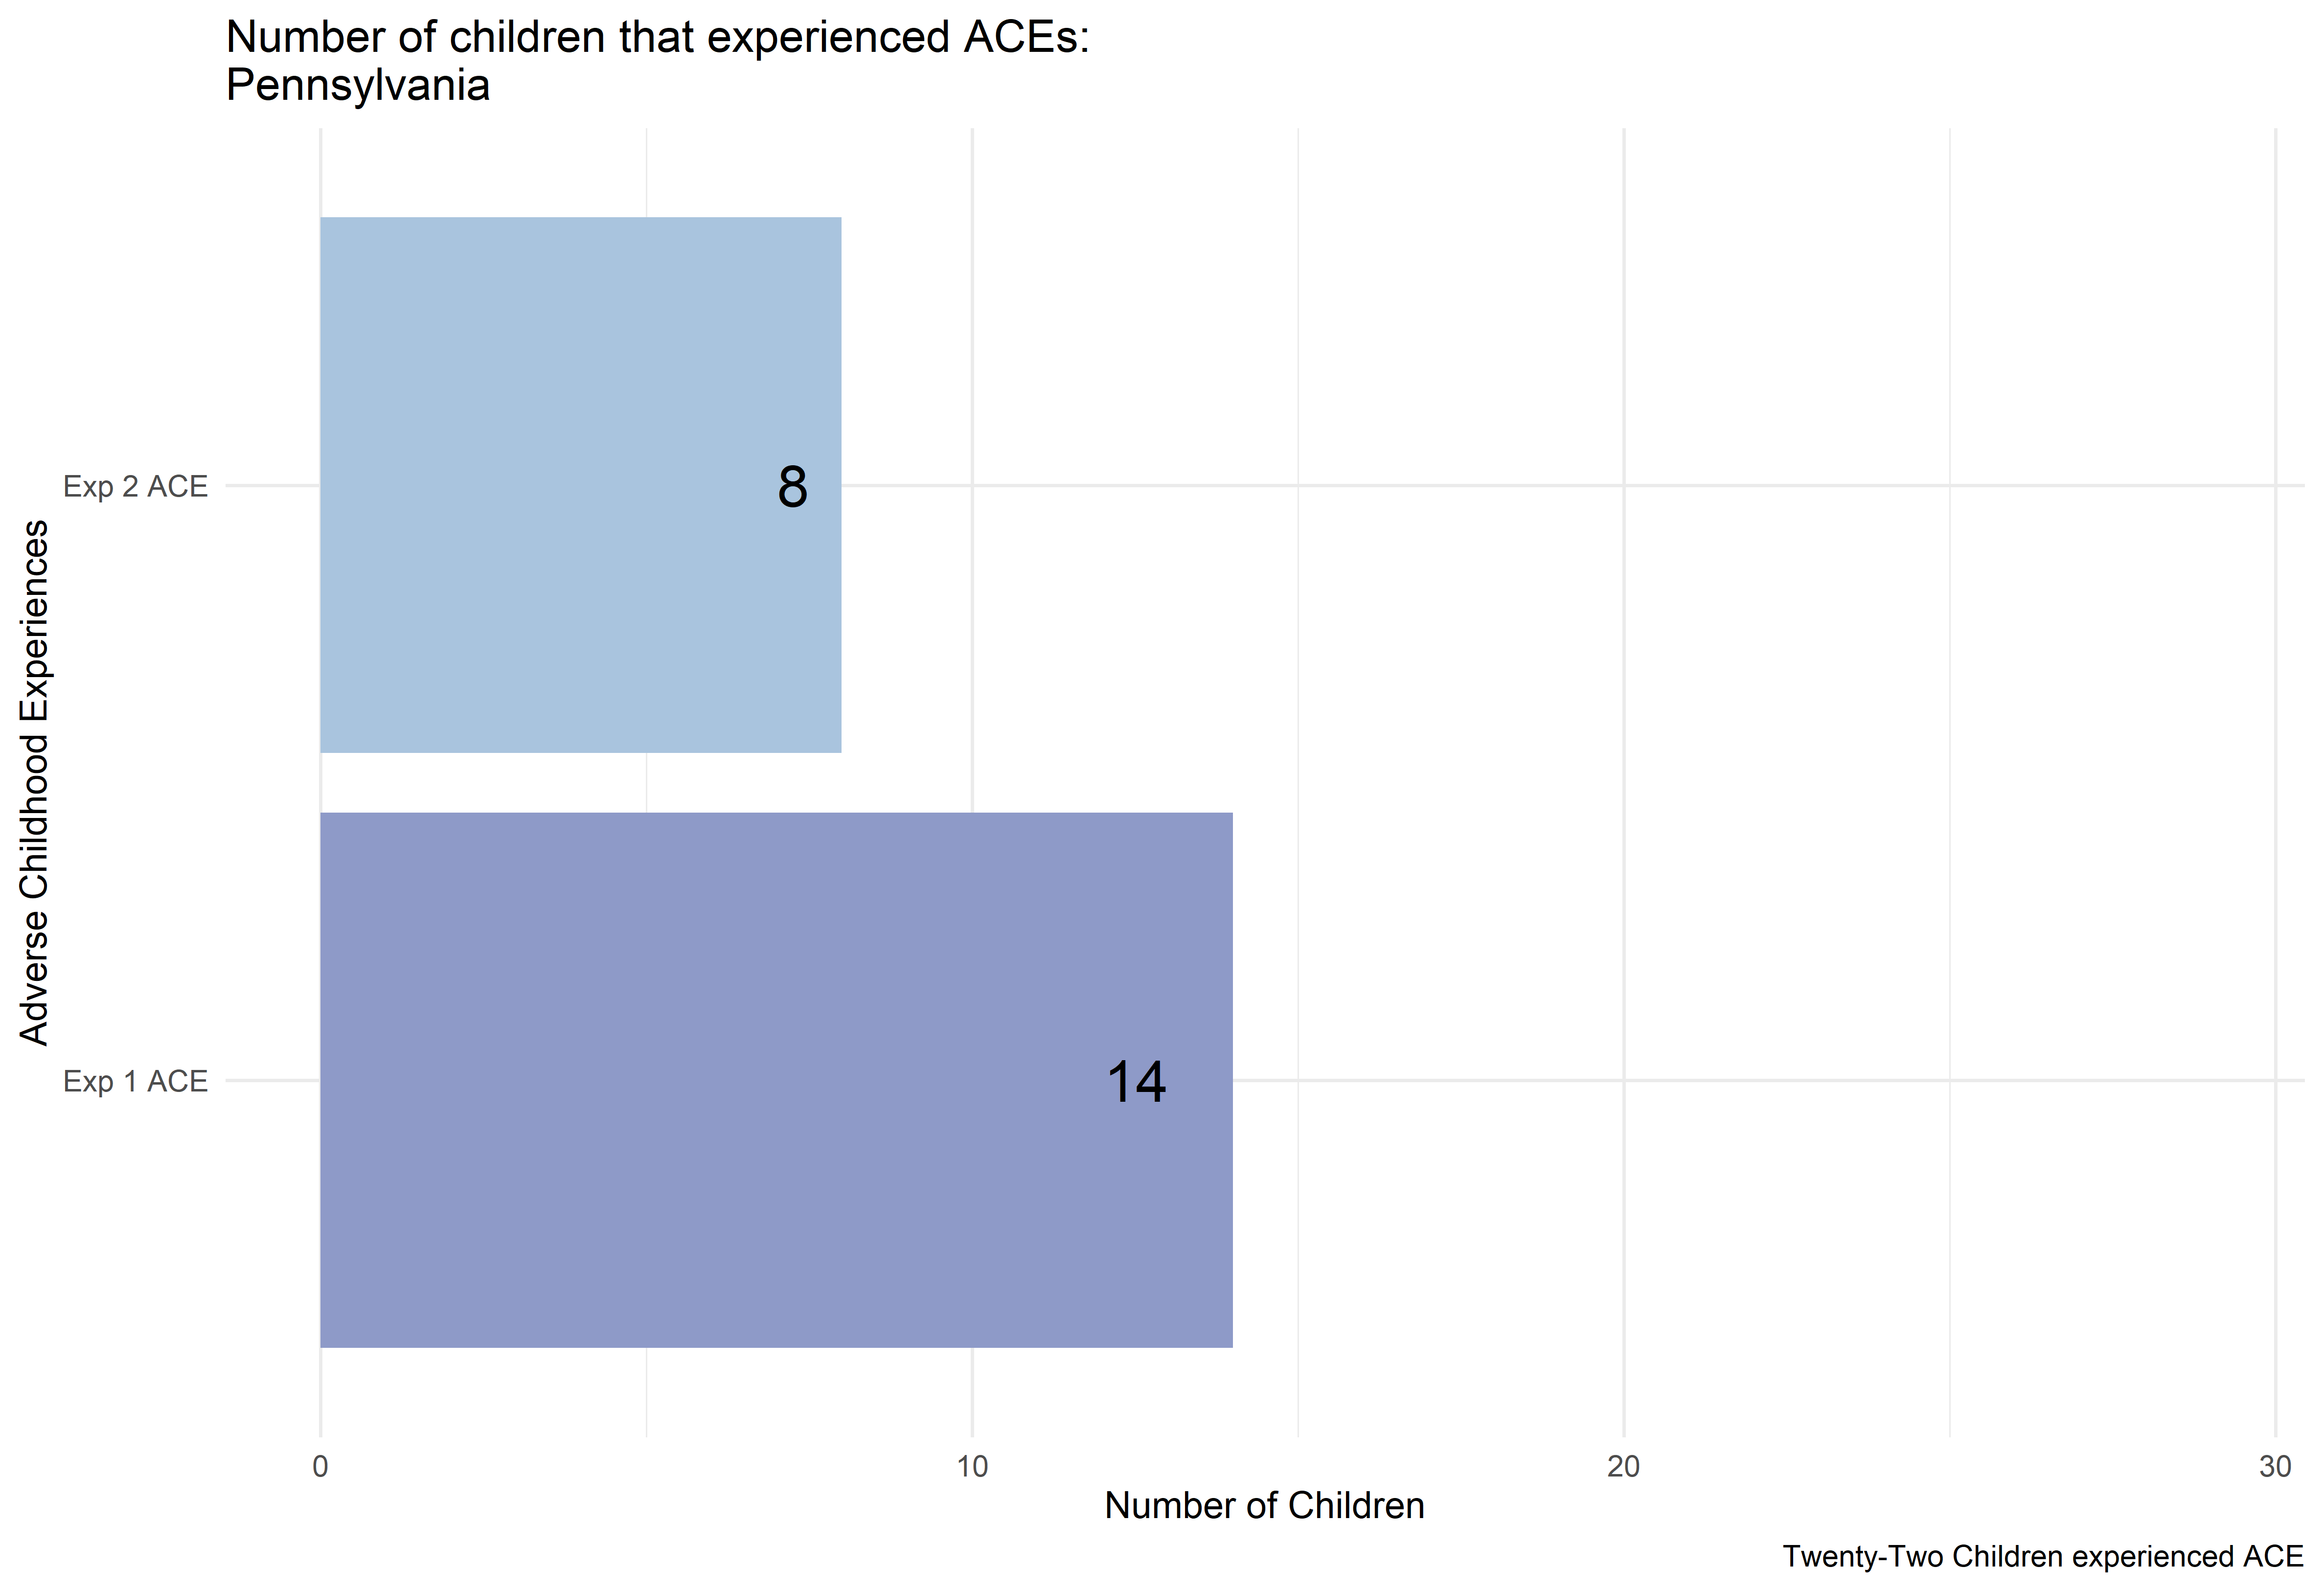 Number of children that experienced ACEs:
Pennsylvania
Adverse Childhood Experiences
Exp 2 ACE
8
Exp 1 ACE
14
0
10
20
30
Number of Children
Twenty-Two Children experienced ACE